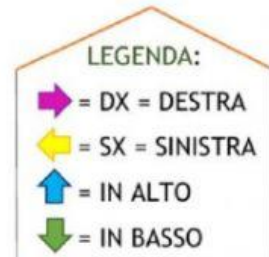 LEGENDA:
= DX = DESTRA
= SX = SINISTRA
= IN ALTO
= IN BASSO